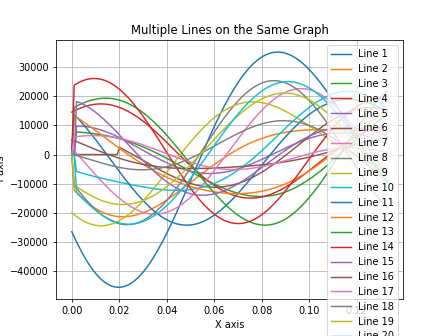 Multiple Lines on the Same Graph
30000
20000
10000
0
−10000
−20000
−30000
−40000
0.00
0.02
0.04
0.06
0.08
0.10
X axis
Line 1
Line 2
Line 3
Line 4
Line 5
Line 6
Line 7
Line 8
Line 9
Line 10
Line 11
Line 12
Line 13
Line 14
Line 15
Line 16
Line 17
Line 18
Line 19
Line 20